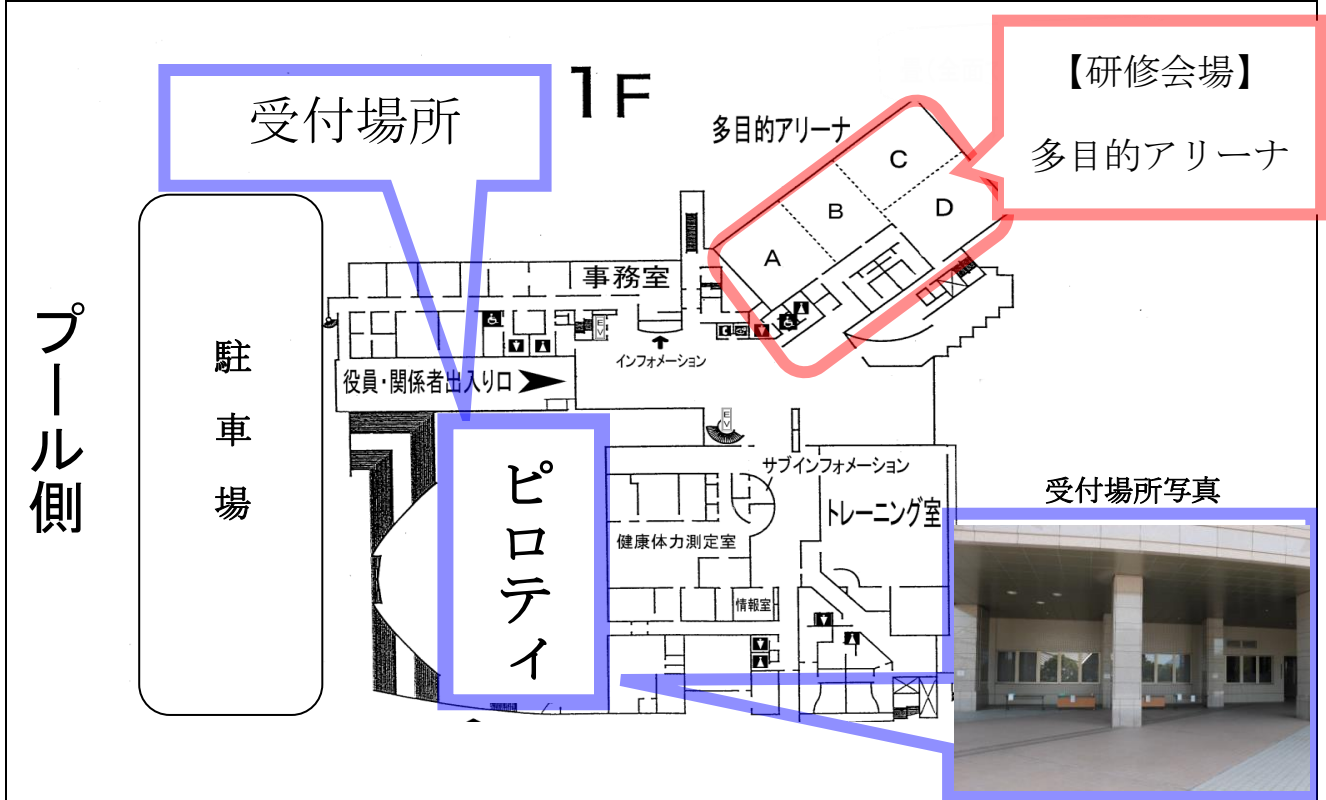 1F
受付場所
【研修会場】
多目的アリーナ
多目的アリーナ
C
B
D
A
事務室
EV
インフォメーション
役員・関係者出入り口
プール側
駐車場
EV
サブインフォメーション
トレーニング室
ピロティ
健康体力測定室
情報室
受付場所写真